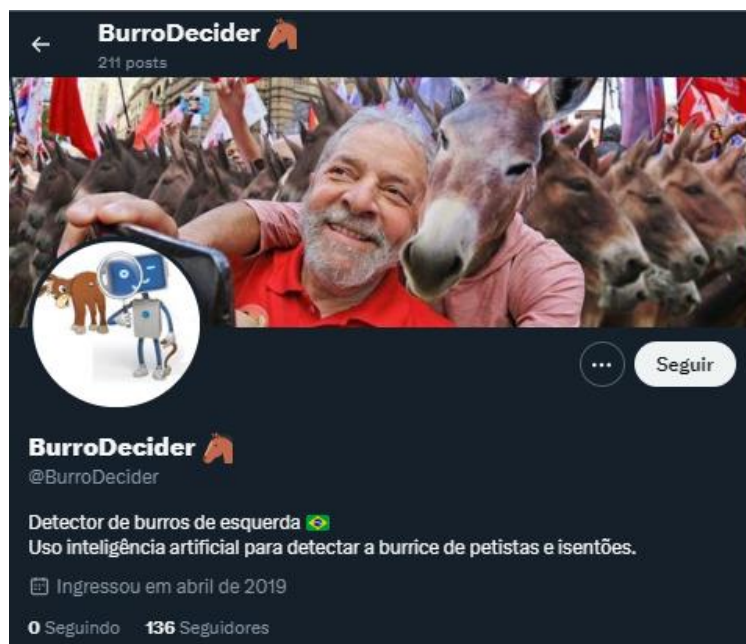 BurroDecider
211 posts
Seguir
BurroDecider
@BurroDecider
Detector de burros de esquerda
Uso inteligência artificial para detectar a burrice de petistas e isentões.
Ingressou em abril de 2019
0 Seguindo 136 Seguidores